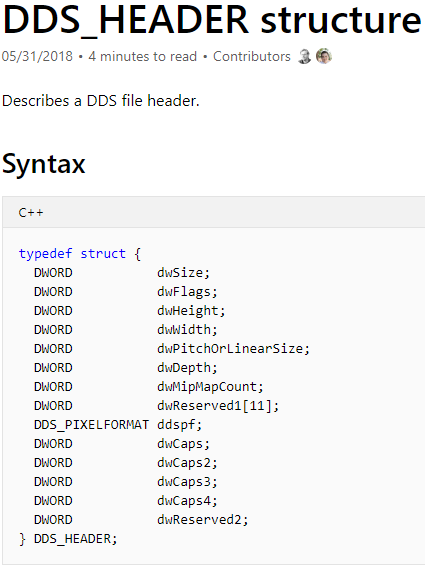 DDS_HEADER structure
05/31/2018 • 4 minutes to read • Contributors
Describes a DDS file header.
Syntax
C++
typedef struct {
  DWORD           dwSize;
  DWORD           dwFlags;
  DWORD           dwHeight;
  DWORD           dwWidth;
  DWORD           dwPitchOrLinearSize;
  DWORD           dwDepth;
  DWORD           dwMipMapCount;
  DWORD           dwReserved1[11];
  DDS_PIXELFORMAT ddspf;
  DWORD           dwCaps;
  DWORD           dwCaps2;
  DWORD           dwCaps3;
  DWORD           dwCaps4;
  DWORD           dwReserved2;
} DDS_HEADER;